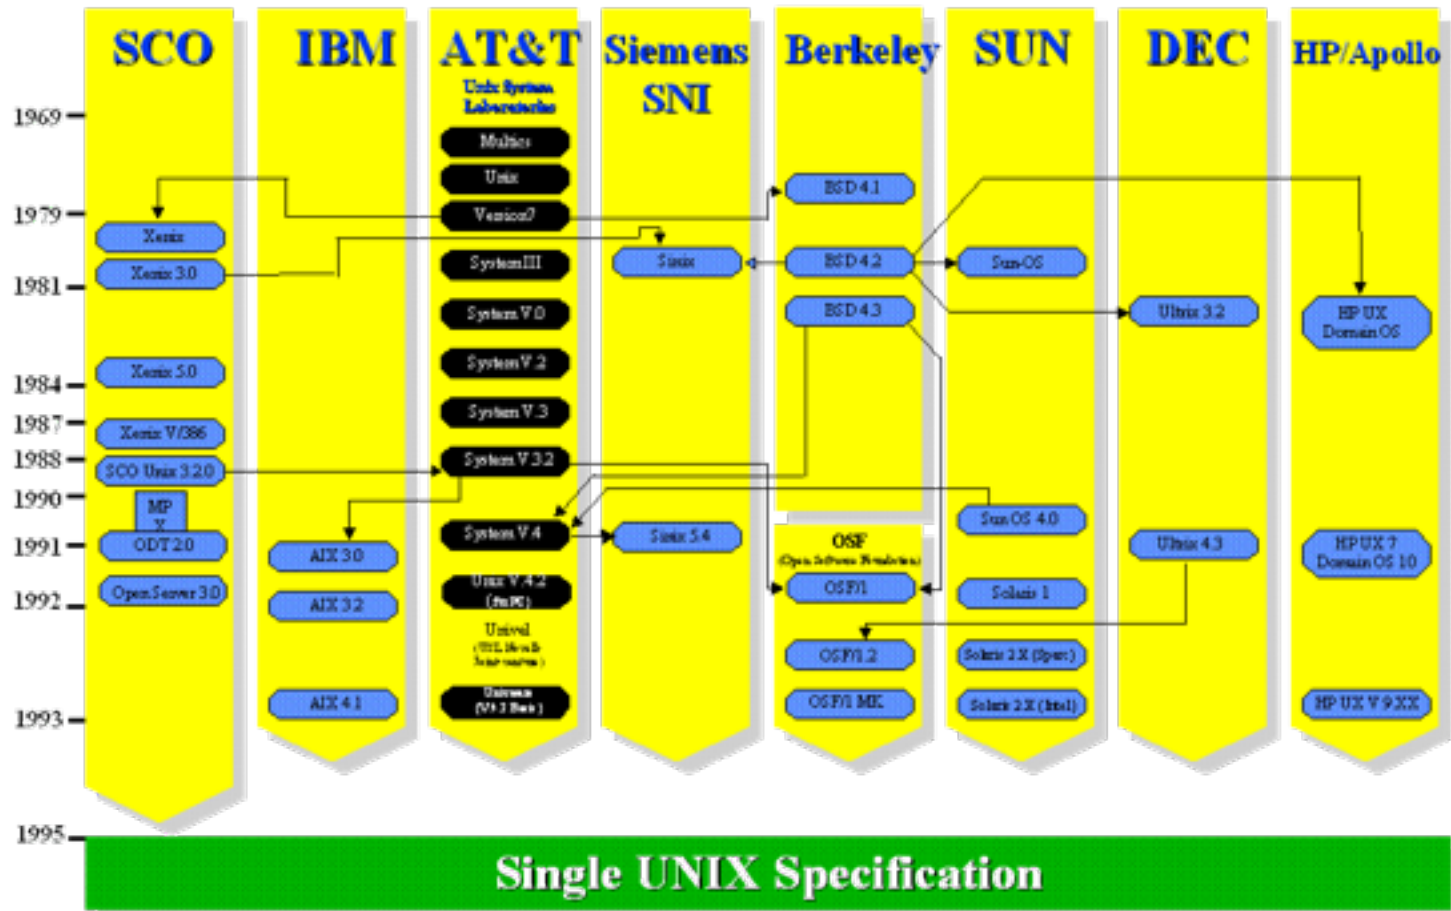 SCO
IBM
AT&T
Siemens
SNI
Berkeley
SUN
DEC
HP/Apollo
Unix System
Laboratories
1969
1979
1981
1984
1987
1988
1990
1991
1992
1993
1995
Xenix
Xenix 3.0
Xenix 5.0
Xenix V/386
SCO Unix 3.2.0
MP
X
ODT 2.0
Open Server 3.0
AIX 3.0
AIX 3.2
AIX 4.1
Multics
Unix
Version7
System III
System V.0
System V.2
System V.3
System V.3.2
System V.4
Unix V.4.2
Univel
Sinix
Sinix 5.4
BSD 4.1
BSD 4.2
BSD 4.3
OSF
(Open Software Foundation)
OSF/1
OSF/1.2
OSF/1 MK
Sun-OS
Sun OS 4.0
Solaris 1
Solaris 2.X (Sparc)
Solaris 2.X (Intel)
Ultrix 3.2
Ultrix 4.3
HP UX
Domain OS
HP UX 7
Domain OS 10
HP UX V 9.XX
Single UNIX Specification